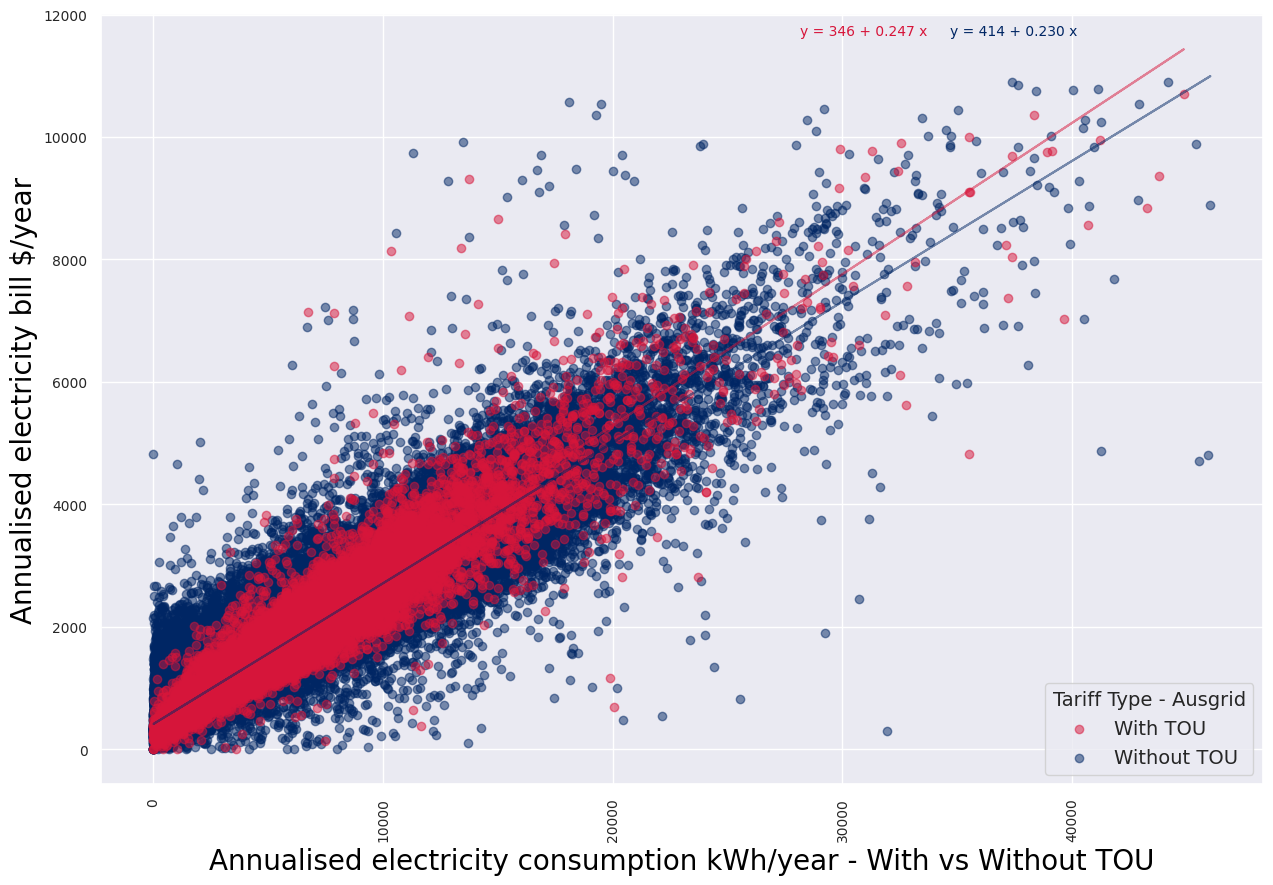 12000
y = 346 + 0.247 x
y = 414 + 0.230 x
10000
8000
6000
4000
2000
0
Annualised electricity bill $/year
Tariff Type - Ausgrid
With TOU
Without TOU
0
10000
20000
30000
40000
Annualised electricity consumption kWh/year - With vs Without TOU